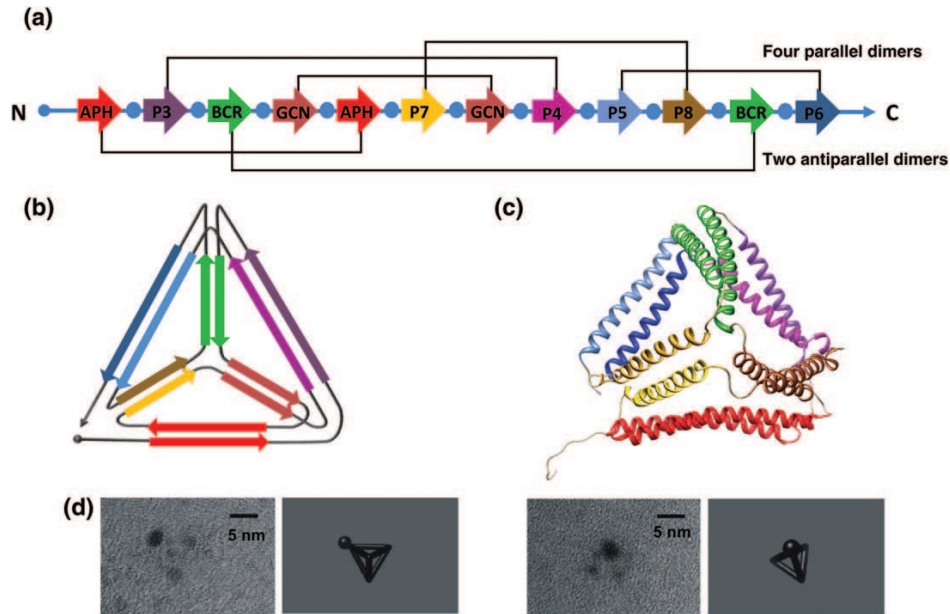 (a)
Four parallel dimers
N APH P3 BCR GCN APH P7 GCN P4 P5 P8 BCR P6 C
Two antiparallel dimers
(b)
(c)
(d)
5 nm
5 nm